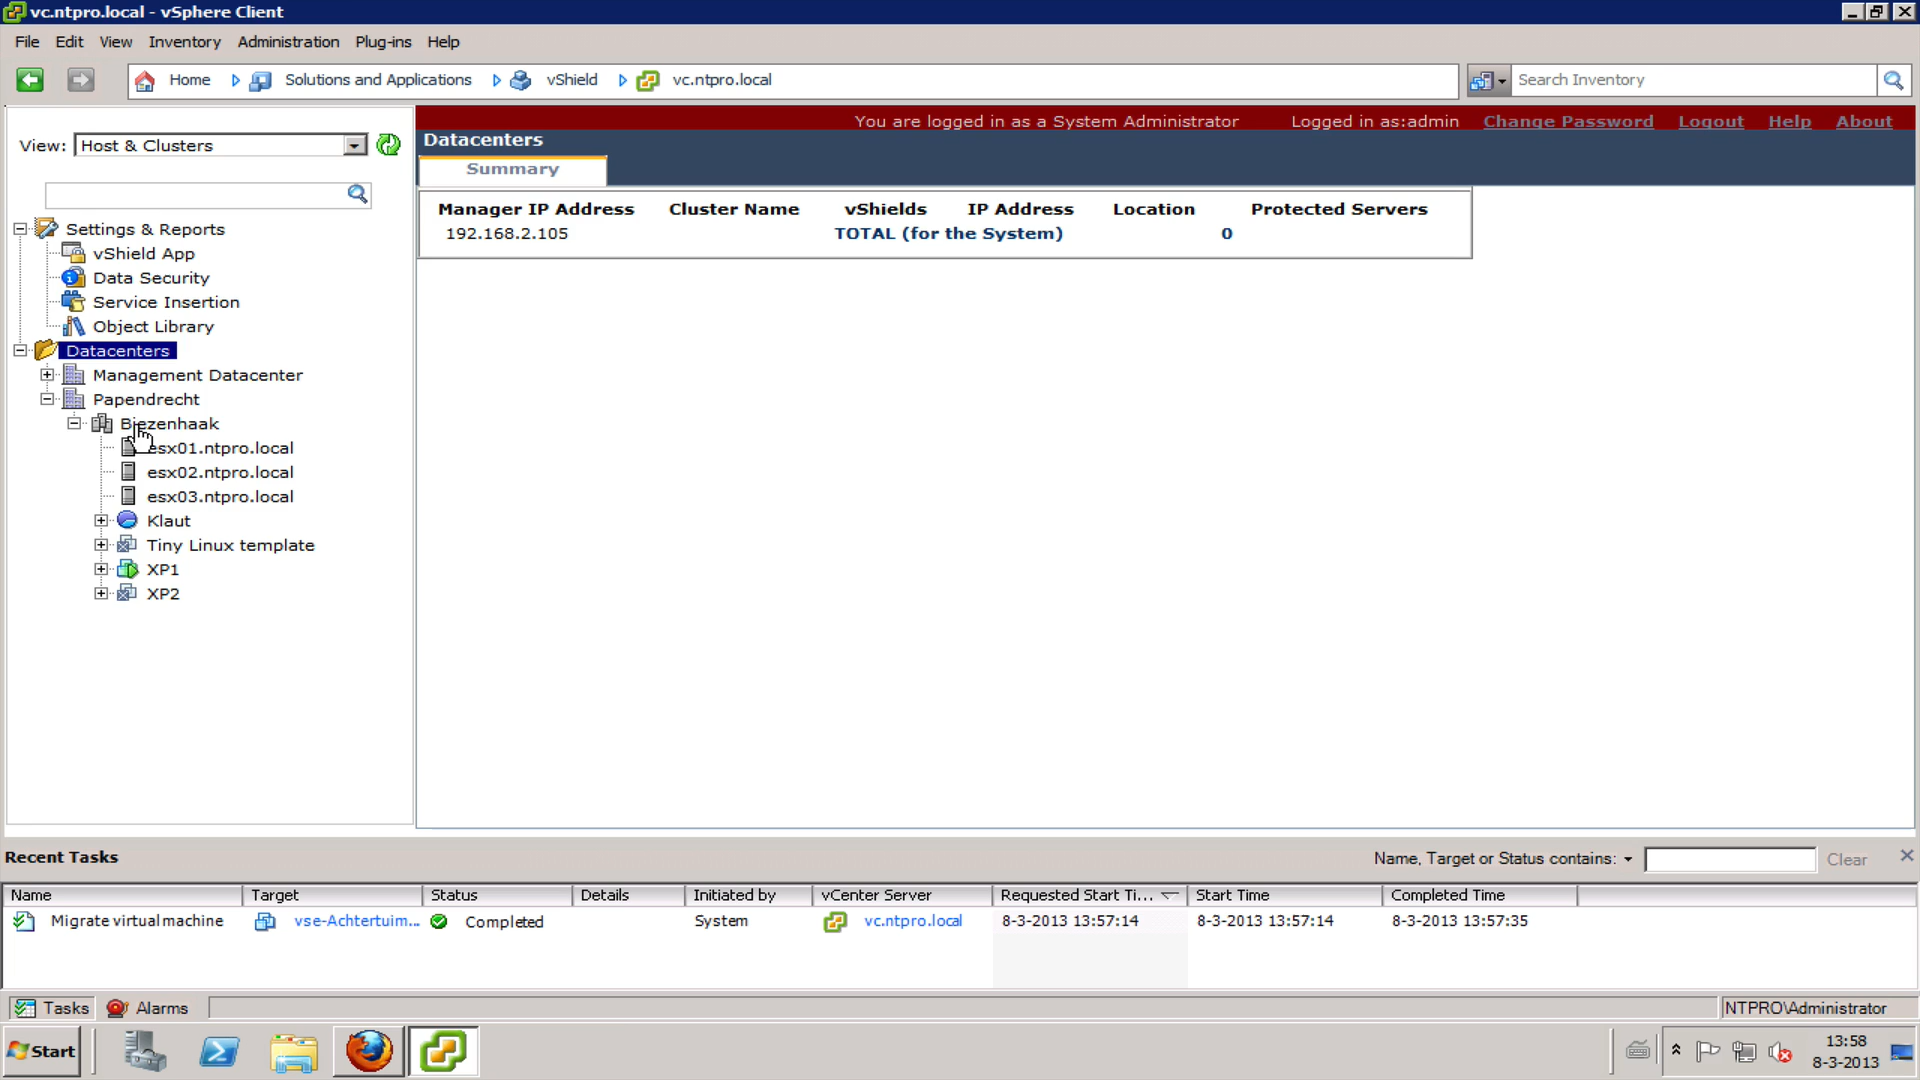 vc.ntpro.local - vSphere Client
File Edit View Inventory Administration Plug-ins Help
Home Solutions and Applications vShield vc.ntpro.local Search Inventory
You are logged in as a System Administrator Logged in as:admin Change Password Logout Help About
View: Host & Clusters
Datacenters
Summary
Manager IP Address Cluster Name vShields IP Address Location Protected Servers
192.168.2.105 TOTAL (for the System) 0
Settings & Reports
vShield App
Data Security
Service Insertion
Object Library
Datacenters
Management Datacenter
Papendrecht
Biezenhaak
esx01.ntpro.local
esx02.ntpro.local
esx03.ntpro.local
Klaut
Tiny Linux template
XP1
XP2
Recent Tasks Name, Target or Status contains: Clear
Name Target Status Details Initiated by vCenter Server Requested Start Ti... Start Time Completed Time
Migrate virtual machine vse-Achtertuim... Completed System vc.ntpro.local 8-3-2013 13:57:14 8-3-2013 13:57:14 8-3-2013 13:57:35
Tasks Alarms NTPRO\Administrator
Start 13:58
8-3-2013